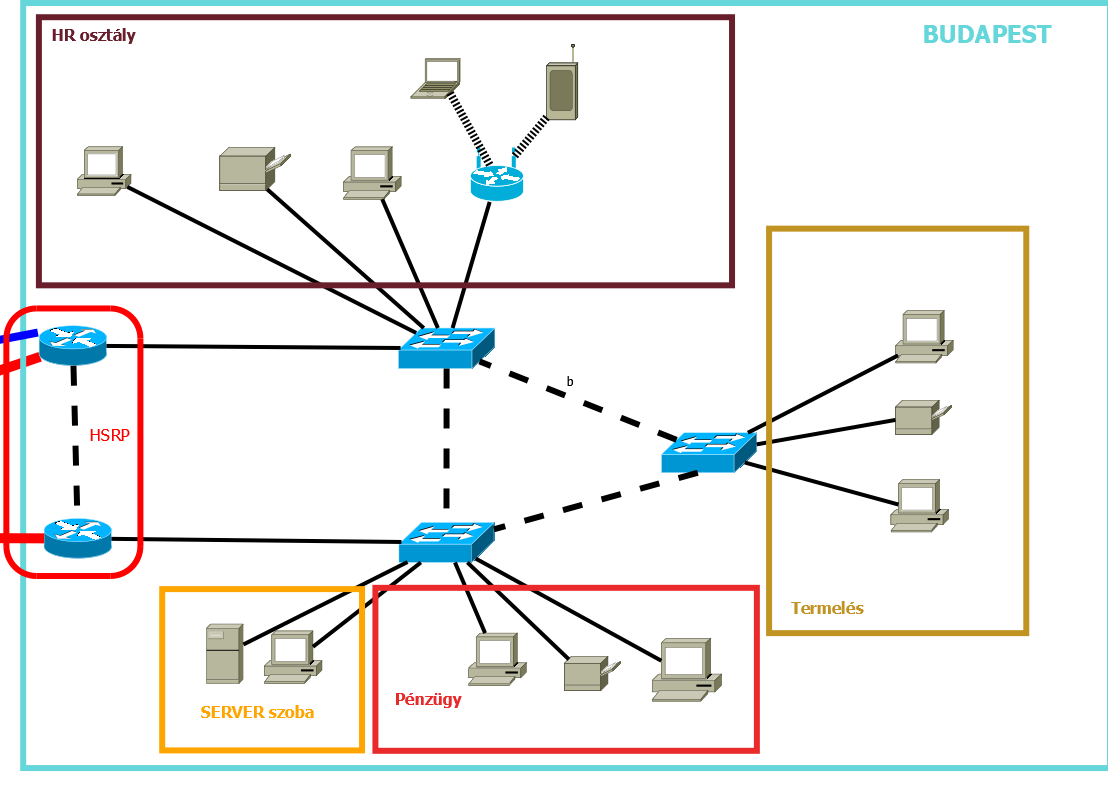 HR osztály
BUDAPEST
b
HSRP
Termelés
SERVER szoba
Pénzügy